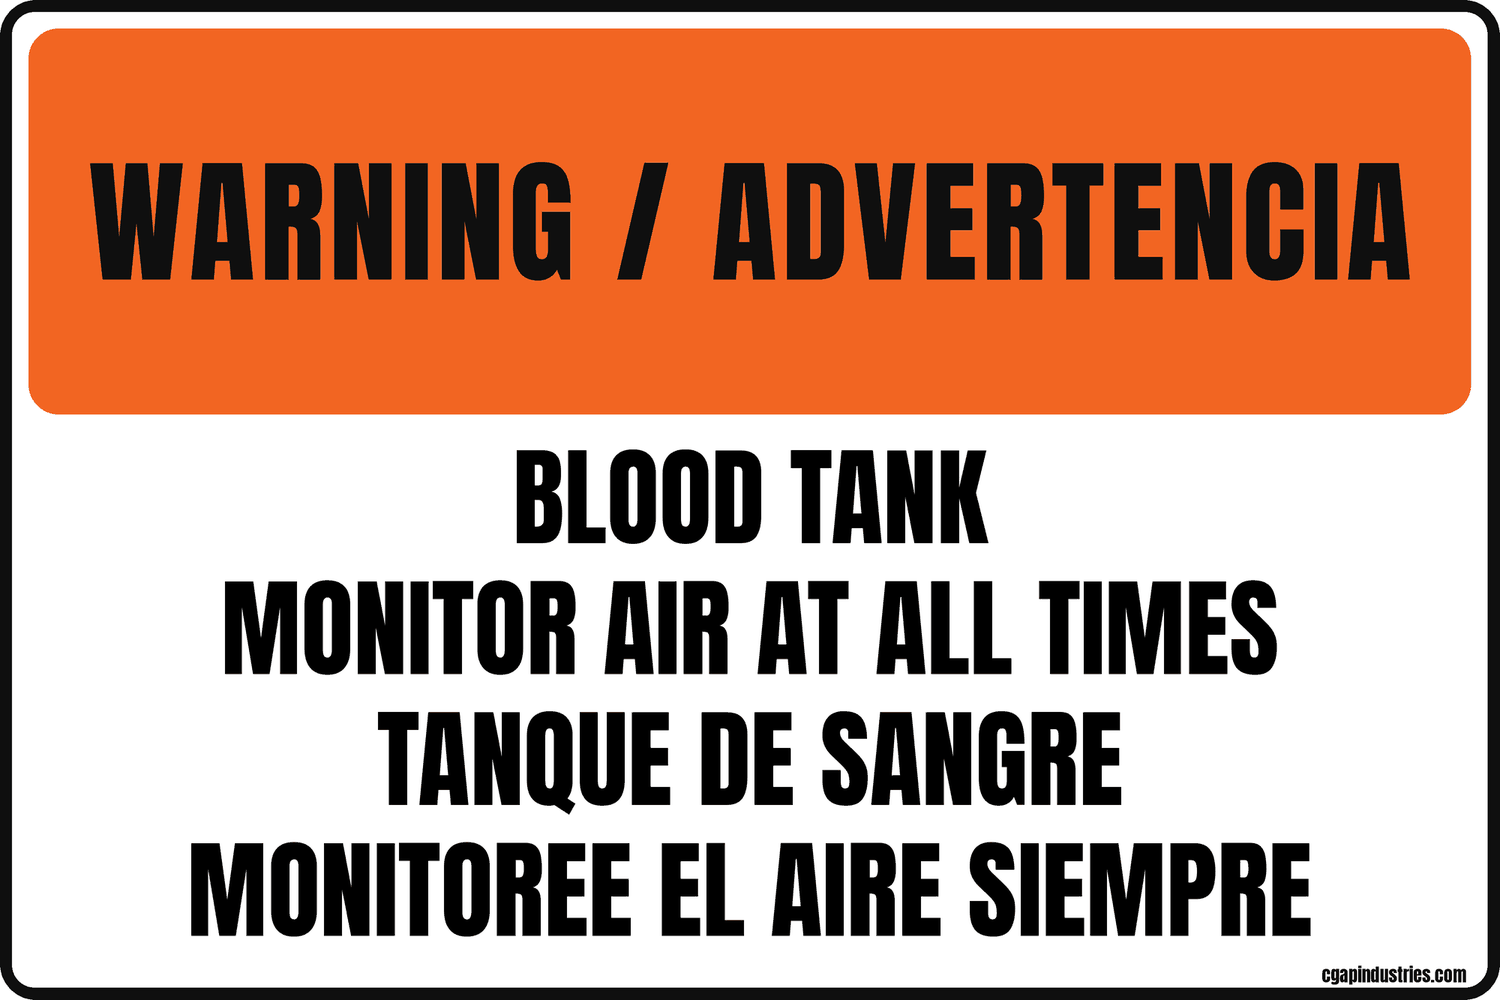 WARNING / ADVERTENCIA
BLOOD TANK
MONITOR AIR AT ALL TIMES
TANQUE DE SANGRE
MONITOREE EL AIRE SIEMPRE
cgapindustries.com